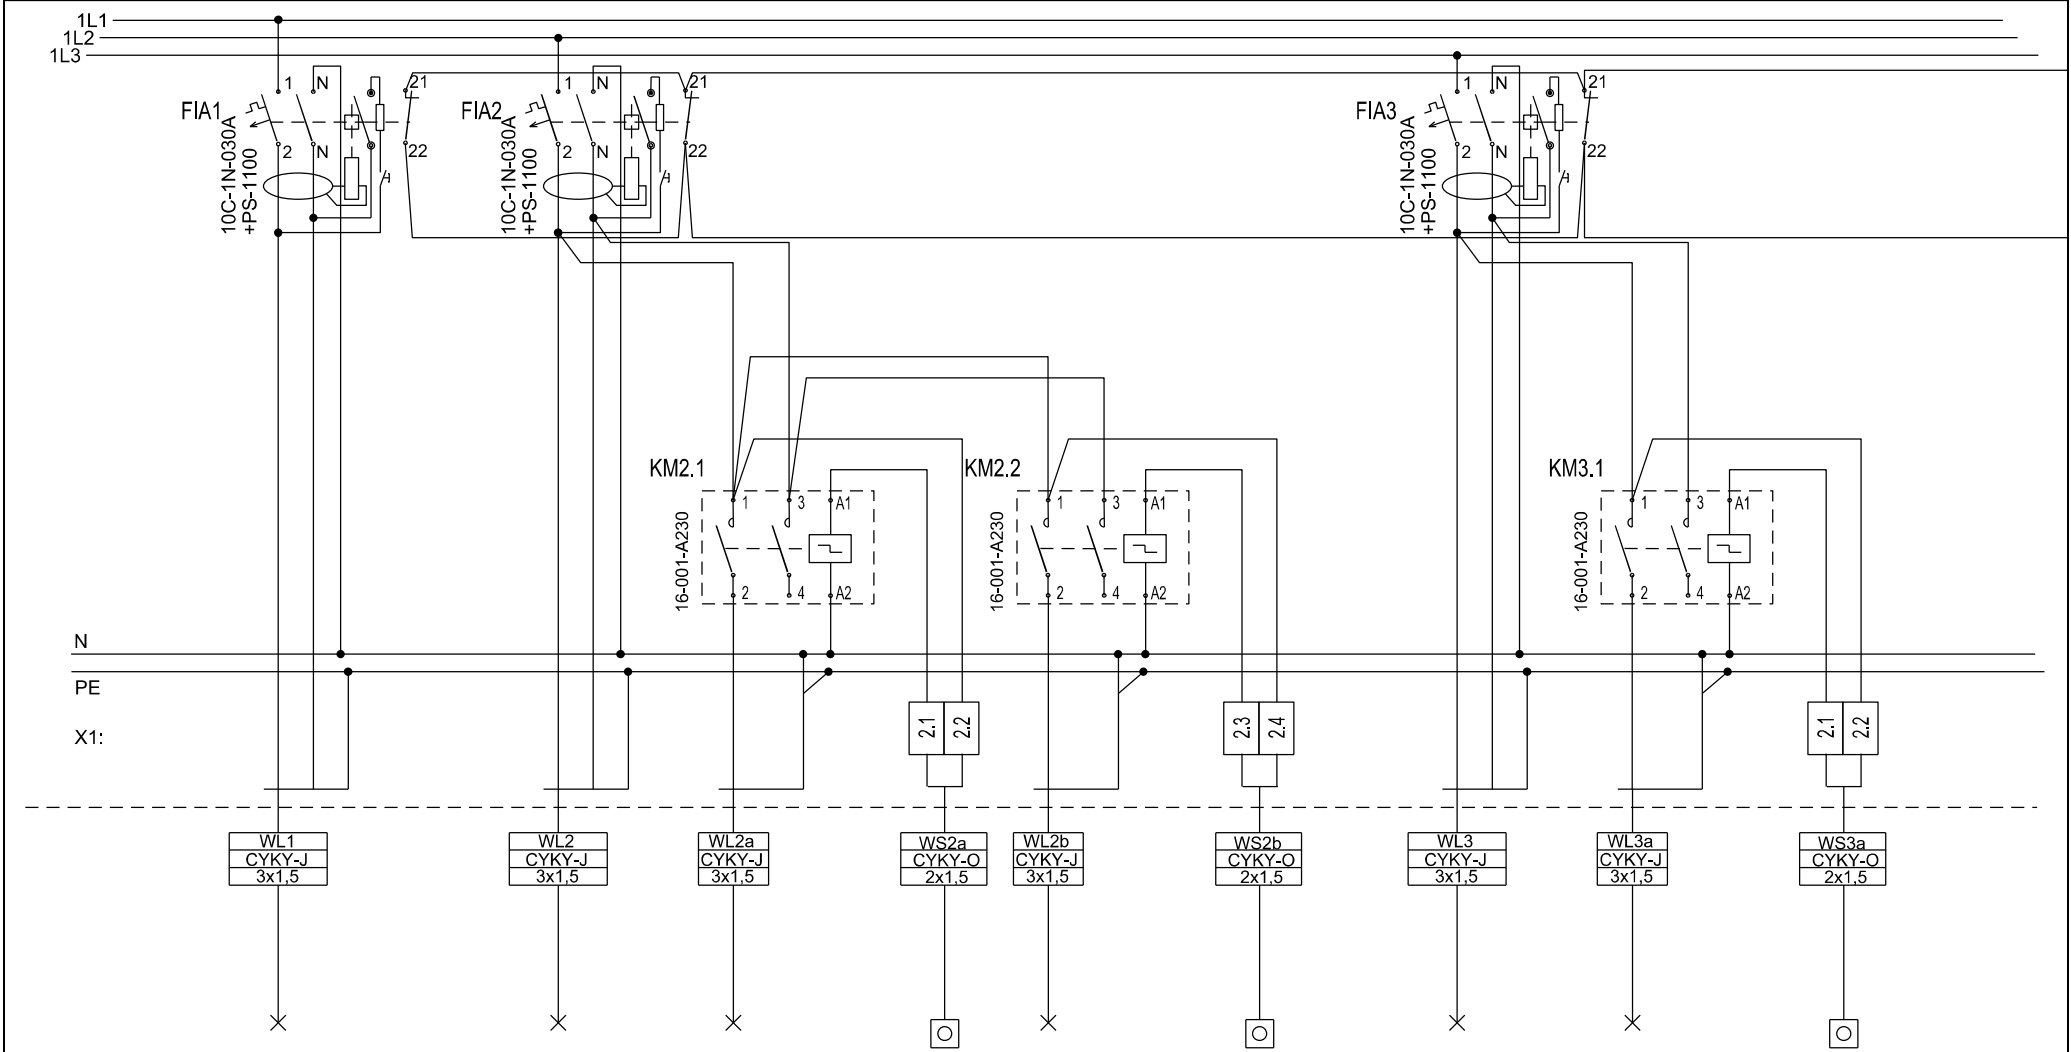 1L1
1L2
1L3
FIA1
10C-1N-030A
+PS-1100
1 N 21
2 N 22
FIA2
10C-1N-030A
+PS-1100
1 N 21
2 N 22
FIA3
10C-1N-030A
+PS-1100
1 N 21
2 N 22
KM2.1
16-001-A230
1 3 A1
2 4 A2
KM2.2
16-001-A230
1 3 A1
2 4 A2
KM3.1
16-001-A230
1 3 A1
2 4 A2
N
PE
X1:
2.1 2.2
2.3 2.4
2.1 2.2
WL1
CYKY-J
3x1,5
WL2
CYKY-J
3x1,5
WL2a
CYKY-J
3x1,5
WS2a
CYKY-O
2x1,5
WL2b
CYKY-J
3x1,5
WS2b
CYKY-O
2x1,5
WL3
CYKY-J
3x1,5
WL3a
CYKY-J
3x1,5
WS3a
CYKY-O
2x1,5